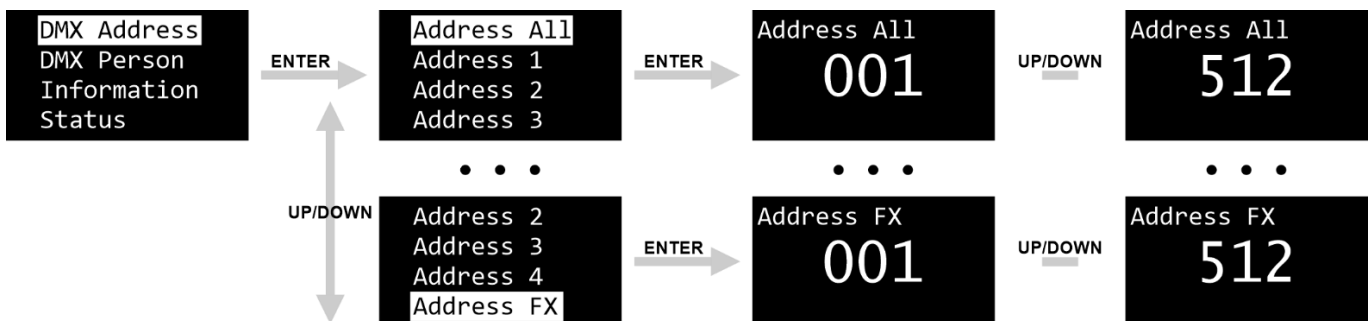 DMX Address
DMX Person
Information
Status
ENTER
Address All
Address 1
Address 2
Address 3
ENTER
Address All
001
UP/DOWN
Address All
512
UP/DOWN
Address 2
Address 3
Address 4
Address FX
ENTER
Address FX
001
UP/DOWN
Address FX
512